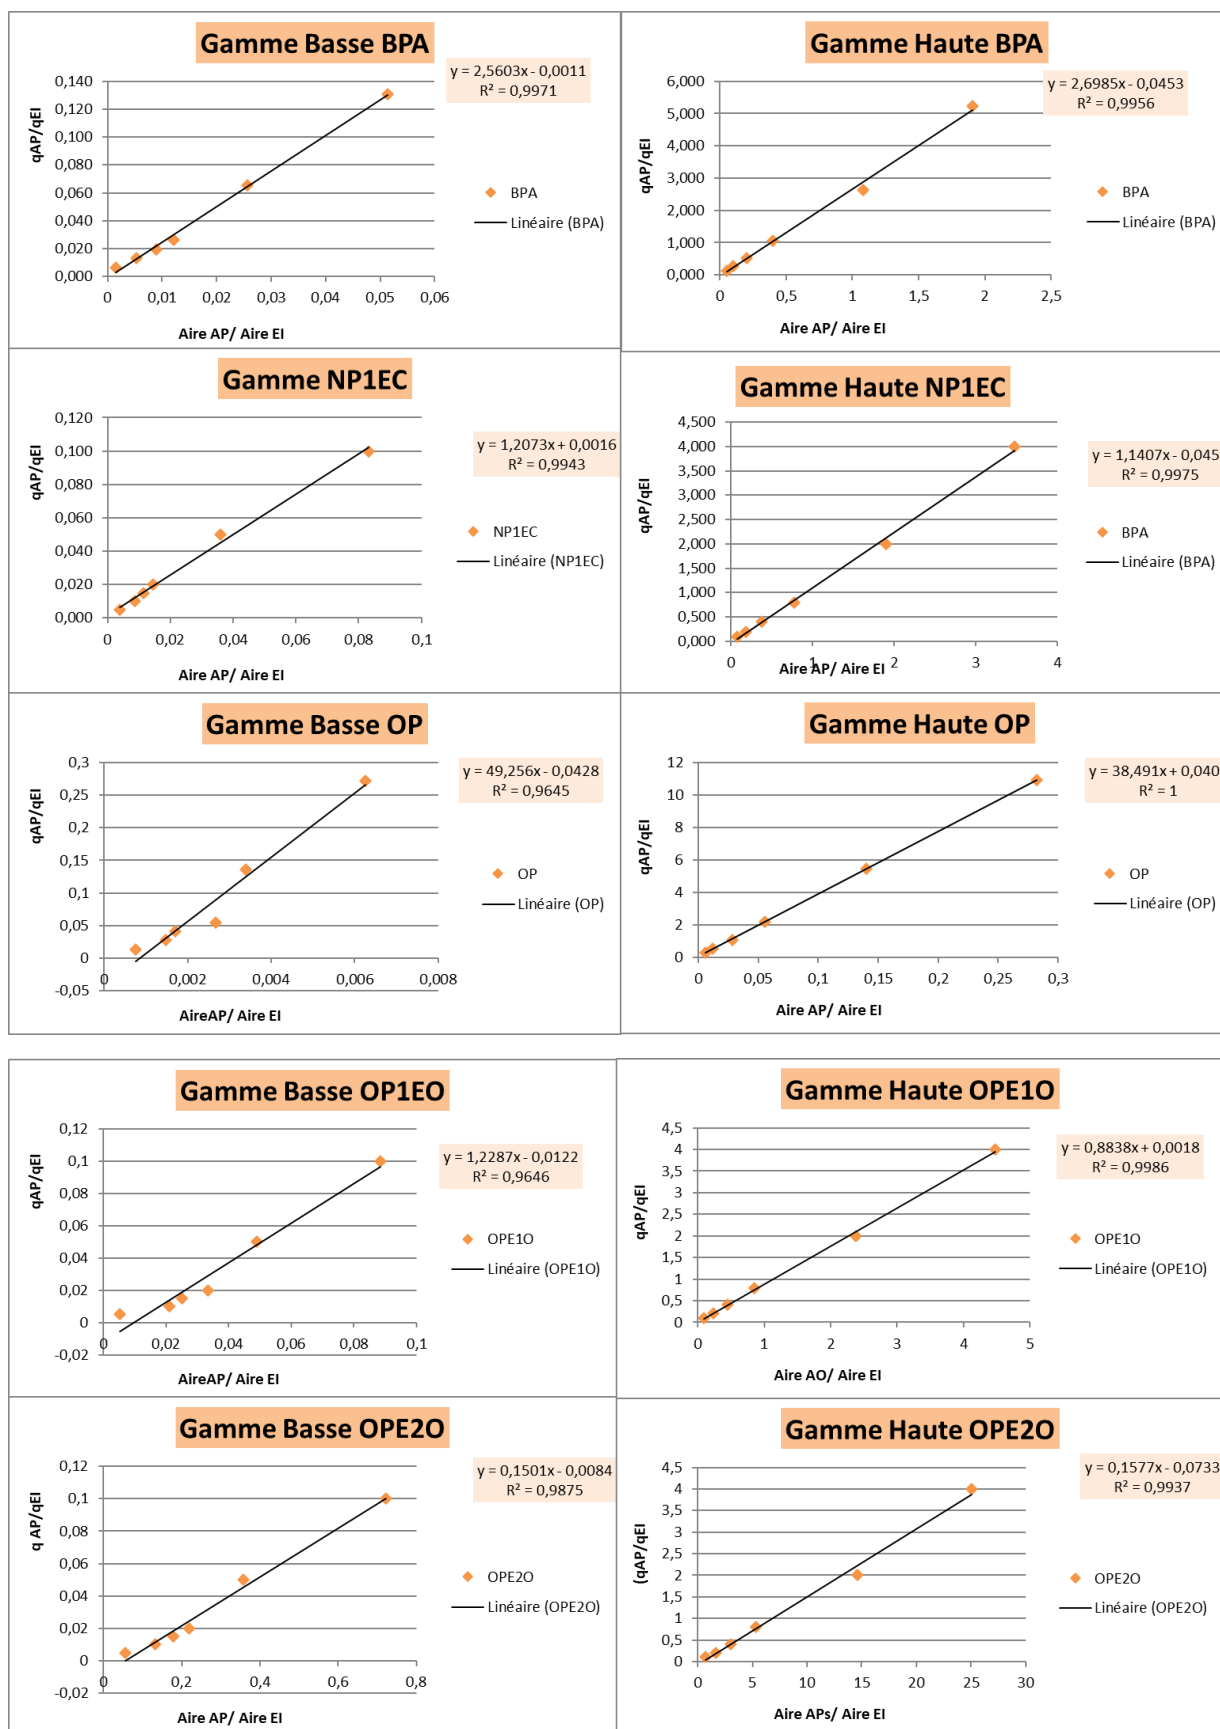 Gamme Basse BPA
y = 2,5603x - 0,0011
R² = 0,9971
qAP/qEI
0,140
0,120
0,100
0,080
0,060
0,040
0,020
0,000
0 0,01 0,02 0,03 0,04 0,05 0,06
Aire AP/ Aire EI
BPA
Linéaire (BPA)
Gamme Haute BPA
y = 2,6985x - 0,0453
R² = 0,9956
qAP/qEI
6,000
5,000
4,000
3,000
2,000
1,000
0,000
0 0,5 1 1,5 2 2,5
Aire AP/ Aire EI
BPA
Linéaire (BPA)
Gamme NP1EC
y = 1,2073x + 0,0016
R² = 0,9943
qAP/qEI
0,120
0,100
0,080
0,060
0,040
0,020
0,000
0 0,02 0,04 0,06 0,08 0,1
Aire AP/ Aire EI
NP1EC
Linéaire (NP1EC)
Gamme Haute NP1EC
y = 1,1407x - 0,045
R² = 0,9975
qAP/qEI
4,500
4,000
3,500
3,000
2,500
2,000
1,500
1,000
0,500
0,000
0 1 2 3 4
Aire AP/ Aire EI
BPA
Linéaire (BPA)
Gamme Basse OP
y = 49,256x - 0,0428
R² = 0,9645
qAP/qEI
0,3
0,25
0,2
0,15
0,1
0,05
0
-0,05
0 0,002 0,004 0,006 0,008
AireAP/ Aire EI
OP
Linéaire (OP)
Gamme Haute OP
y = 38,491x + 0,040
R² = 1
qAP/qEI
12
10
8
6
4
2
0
0 0,05 0,1 0,15 0,2 0,25 0,3
Aire AP/ Aire EI
OP
Linéaire (OP)
Gamme Basse OP1EO
y = 1,2287x - 0,0122
R² = 0,9646
qAP/qEI
0,12
0,1
0,08
0,06
0,04
0,02
0
-0,02
0 0,02 0,04 0,06 0,08 0,1
AireAP/ Aire EI
OPE1O
Linéaire (OPE1O)
Gamme Haute OPE1O
y = 0,8838x + 0,0018
R² = 0,9986
qAP/qEI
4,5
4
3,5
3
2,5
2
1,5
1
0,5
0
0 1 2 3 4 5
Aire AO/ Aire EI
OPE1O
Linéaire (OPE1O)
Gamme Basse OPE2O
y = 0,1501x - 0,0084
R² = 0,9875
q AP/qEI
0,12
0,1
0,08
0,06
0,04
0,02
0
-0,02
0 0,2 0,4 0,6 0,8
Aire AP/ Aire EI
OPE2O
Linéaire (OPE2O)
Gamme Haute OPE2O
y = 0,1577x - 0,0733
R² = 0,9937
(qAP/qEI
4,5
4
3,5
3
2,5
2
1,5
1
0,5
0
0 5 10 15 20 25 30
Aire APs/ Aire EI
OPE2O
Linéaire (OPE2O)